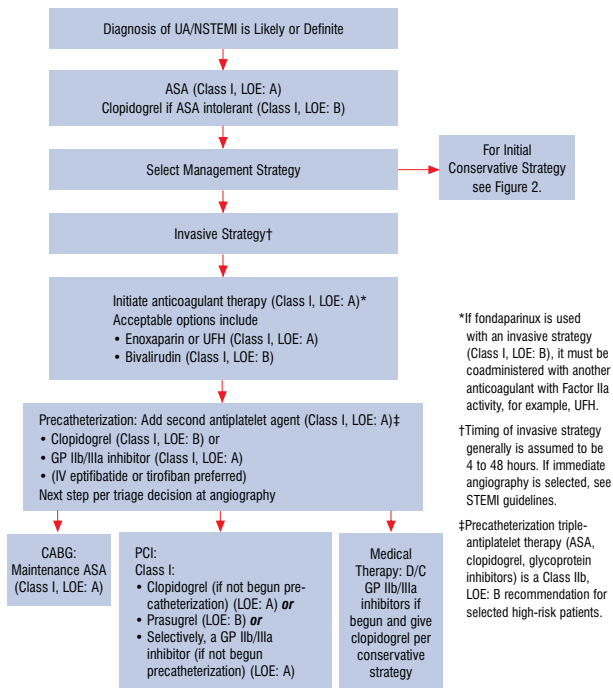 Diagnosis of UA/NSTEMI is Likely or Definite
ASA (Class I, LOE: A)
Clopidogrel if ASA intolerant (Class I, LOE: B)
Select Management Strategy
For Initial
Conservative Strategy
see Figure 2.
Invasive Strategy†
Initiate anticoagulant therapy (Class I, LOE: A)*
Acceptable options include
• Enoxaparin or UFH (Class I, LOE: A)
• Bivalirudin (Class I, LOE: B)
Precatheterization: Add second antiplatelet agent (Class I, LOE: A)‡
• Clopidogrel (Class I, LOE: B) or
• GP IIb/IIIa inhibitor (Class I, LOE: A)
• (IV eptifibatide or tirofiban preferred)
Next step per triage decision at angiography
CABG:
Maintenance ASA
(Class I, LOE: A)
PCI:
Class I:
• Clopidogrel (if not begun pre-
catheterization) (LOE: A) or
• Prasugrel (LOE: B) or
• Selectively, a GP IIb/IIIa
inhibitor (if not begun
precatheterization) (LOE: A)
Medical
Therapy: D/C
GP IIb/IIIa
inhibitors if
begun and give
clopidogrel per
conservative
strategy
*If fondaparinux is used
with an invasive strategy
(Class I, LOE: B), it must be
coadministered with another
anticoagulant with Factor IIa
activity, for example, UFH.
†Timing of invasive strategy
generally is assumed to be
4 to 48 hours. If immediate
angiography is selected, see
STEMI guidelines.
‡Precatheterization triple-
antiplatelet therapy (ASA,
clopidogrel, glycoprotein
inhibitors) is a Class IIb,
LOE: B recommendation for
selected high-risk patients.